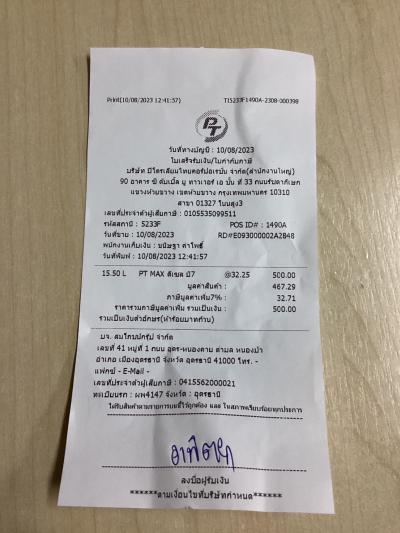 Print(10/08/2023 12:41:57) TI5233F1490A-2308-000398
PT
วันที่ทางบัญชี : 10/08/2023
ใบเสร็จรับเงิน/ใบกำกับภาษี
บริษัท ปิโตรเลียมไทยคอร์ปอเรชั่น จำกัด(สำนักงานใหญ่)
90 อาคาร ซี ดับเบิ้ล ยู ทาวเวอร์ เอ ชั้น ที่ 33 ถนนรัชดาภิเษก
แขวงห้วยขวาง เขตห้วยขวาง กรุงเทพมหานคร 10310
สาขา 01327 โนนสูง3
เลขที่ประจำตัวผู้เสียภาษี : 0105535099511
รหัสสถานี : 5233F POS ID# : 1490A
วันที่ขาย : 10/08/2023 RD#E093000002A2848
พนักงานเก็บเงิน : ขนิษฐา คำโพธิ์
วันที่พิมพ์ : 10/08/2023 12:41:57
15.50 L PT MAX ดีเซล บี7 @32.25 500.00
มูลค่าสินค้า : 467.29
ภาษีมูลค่าเพิ่ม7% : 32.71
ราคารวมภาษีมูลค่าเพิ่ม รวมเป็นเงิน : 500.00
รวมเป็นเงินตัวอักษร(ห้าร้อยบาทถ้วน)
บจ. สมโภชน์กรุ๊ป จำกัด
เลขที่ 41 หมู่ที่ 1 ถนน อุดร-หนองคาย ตำบล หนองบัว
อำเภอ เมืองอุดรธานี จังหวัด อุดรธานี 41000 โทร. -
แฟกซ์ - E-Mail -
เลขที่ประจำตัวผู้เสียภาษี : 0415562000021
ทะเบียนรถ : ผพ4147 จังหวัด : อุดรธานี
ได้รับสินค้าตามรายการบนนี้ไว้ถูกต้อง และ ในสภาพเรียบร้อยทุกประการ
ลงชื่อผู้รับเงิน
******ตามเงื่อนไขที่บริษัทกำหนด******